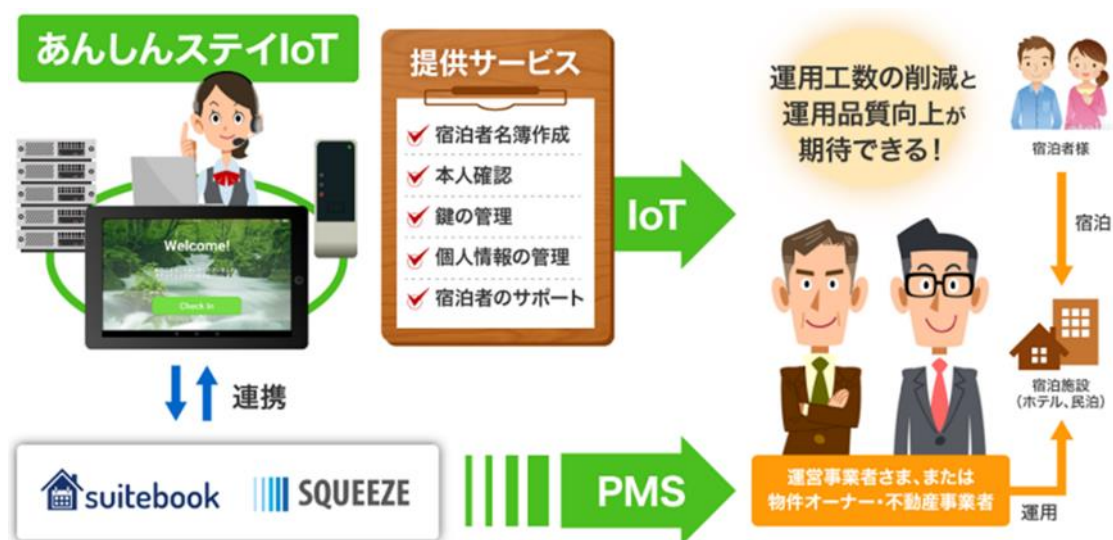 あんしんステイIoT
Welcome!
Check In
提供サービス
宿泊者名簿作成
本人確認
鍵の管理
個人情報の管理
宿泊者のサポート
IoT
運用工数の削減と
運用品質向上が
期待できる！
宿泊者様
宿泊
宿泊施設
（ホテル、民泊）
連携
suitebook
SQUEEZE
PMS
運営事業者さま、または
物件オーナー・不動産事業者
運用